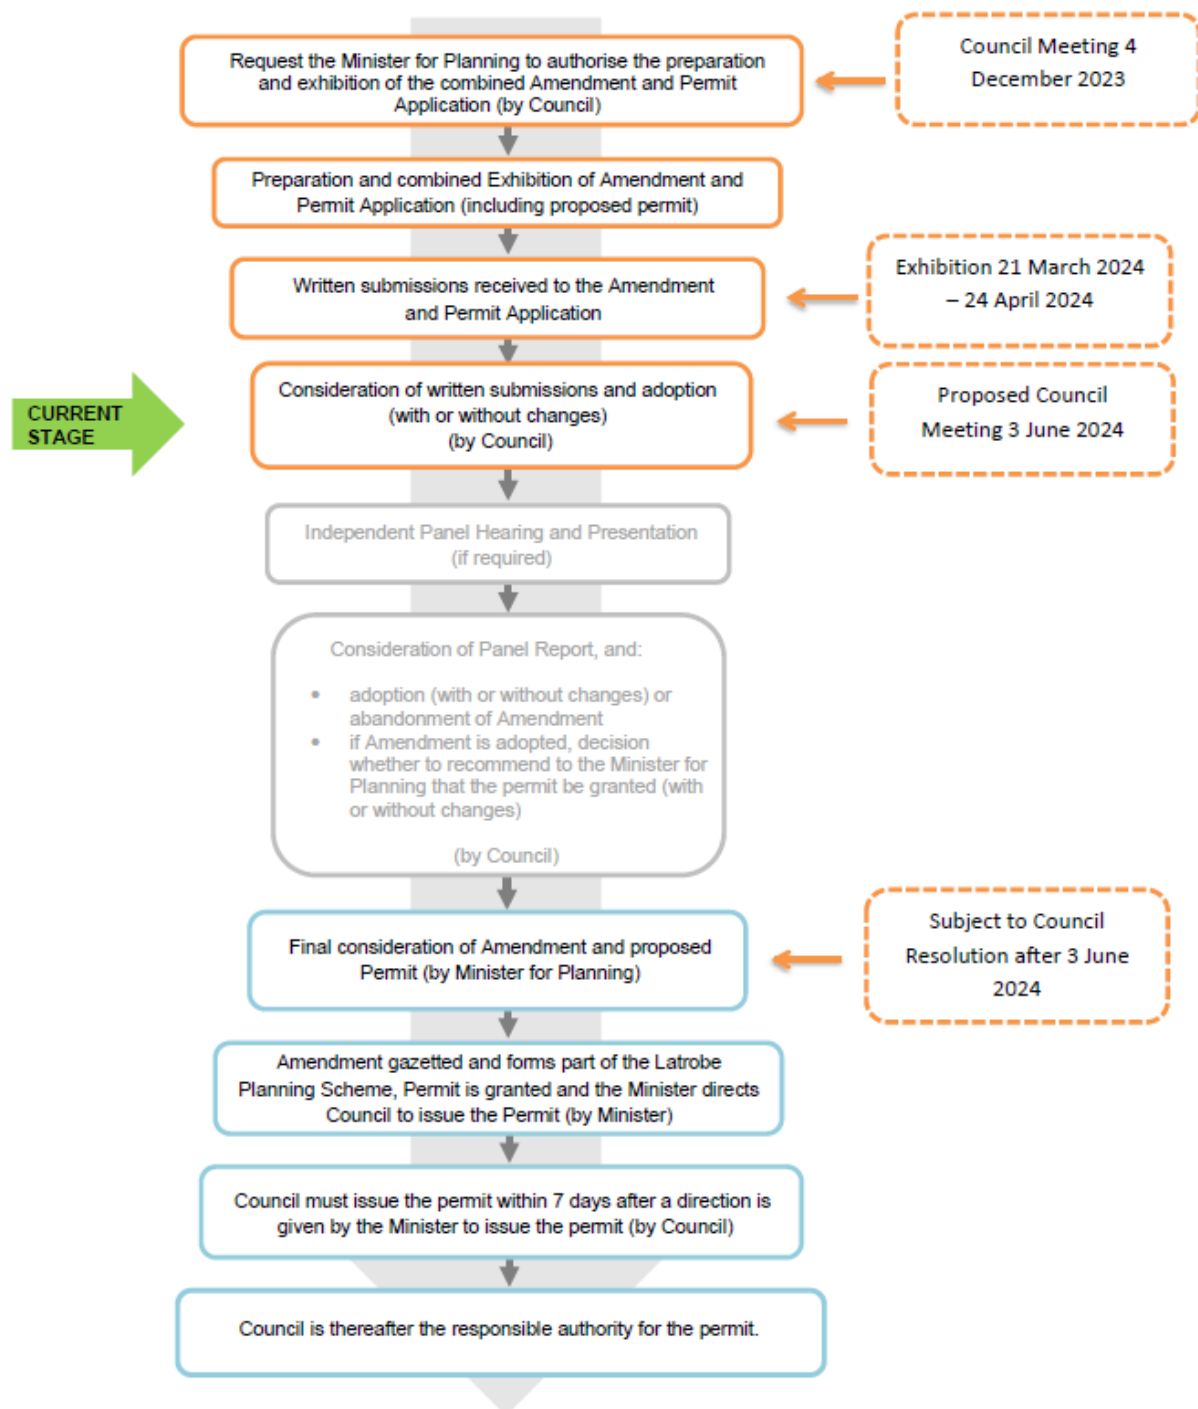 Request the Minister for Planning to authorise the preparation
and exhibition of the combined Amendment and Permit
Application (by Council)
Council Meeting 4
December 2023
Preparation and combined Exhibition of Amendment and
Permit Application (including proposed permit)
Written submissions received to the Amendment
and Permit Application
Exhibition 21 March 2024
– 24 April 2024
CURRENT
STAGE
Consideration of written submissions and adoption
(with or without changes)
(by Council)
Proposed Council
Meeting 3 June 2024
Independent Panel Hearing and Presentation
(if required)
Consideration of Panel Report, and:
• adoption (with or without changes) or
abandonment of Amendment
• if Amendment is adopted, decision
whether to recommend to the Minister for
Planning that the permit be granted (with
or without changes)
(by Council)
Final consideration of Amendment and proposed
Permit (by Minister for Planning)
Subject to Council
Resolution after 3 June
2024
Amendment gazetted and forms part of the Latrobe
Planning Scheme, Permit is granted and the Minister directs
Council to issue the Permit (by Minister)
Council must issue the permit within 7 days after a direction is
given by the Minister to issue the permit (by Council)
Council is thereafter the responsible authority for the permit.